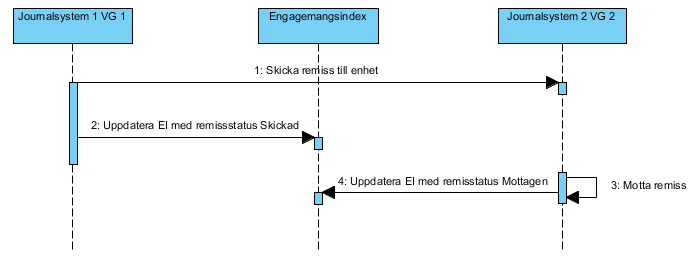 Journalsystem 1 VG 1
Engagemangsindex
Journalsystem 2 VG 2
1: Skicka remiss till enhet
2: Uppdatera EI med remissstatus Skickad
4: Uppdatera EI med remisstatus Mottagen
3: Motta remiss